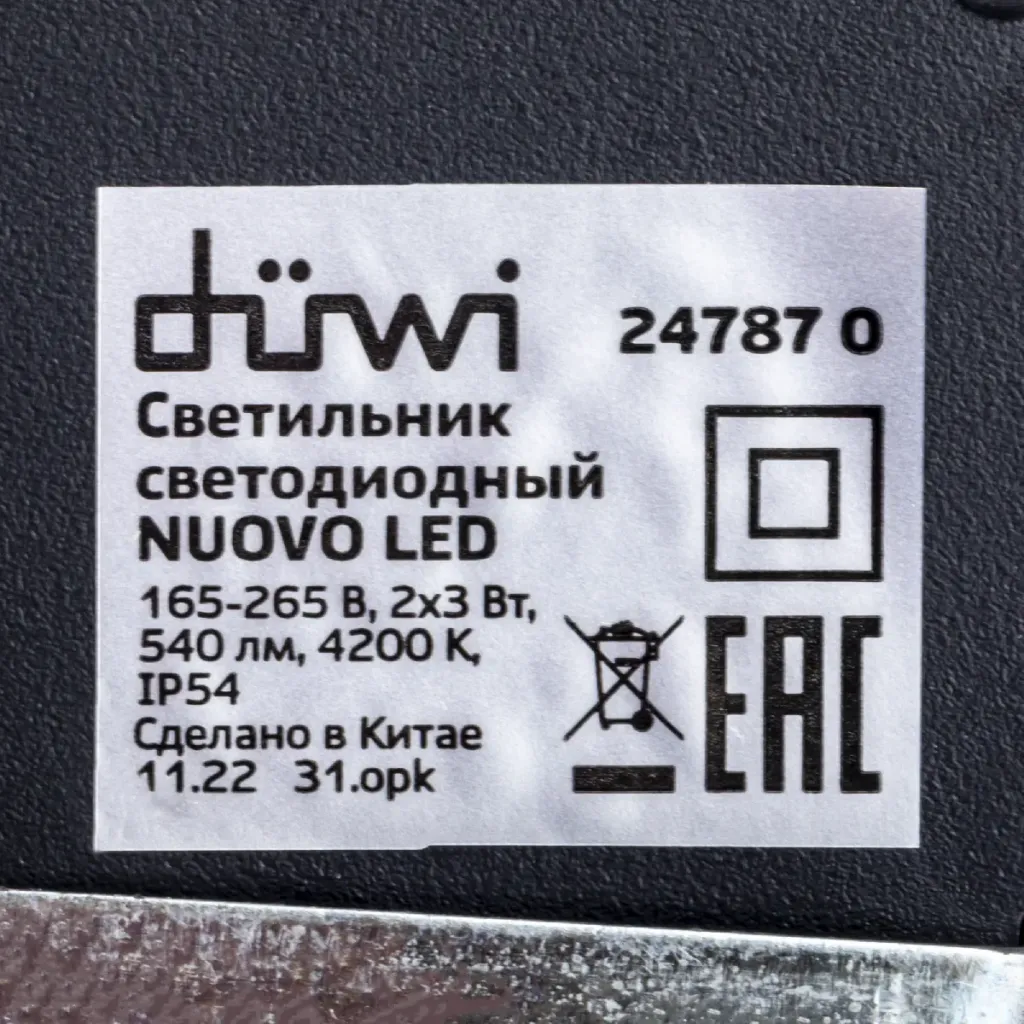 düwi
24787 0
Светильник
светодиодный
NUOVO LED
165-265 В, 2x3 Вт,
540 лм, 4200 К,
IP54
Сделано в Китае
11.22 31.opk
EAC